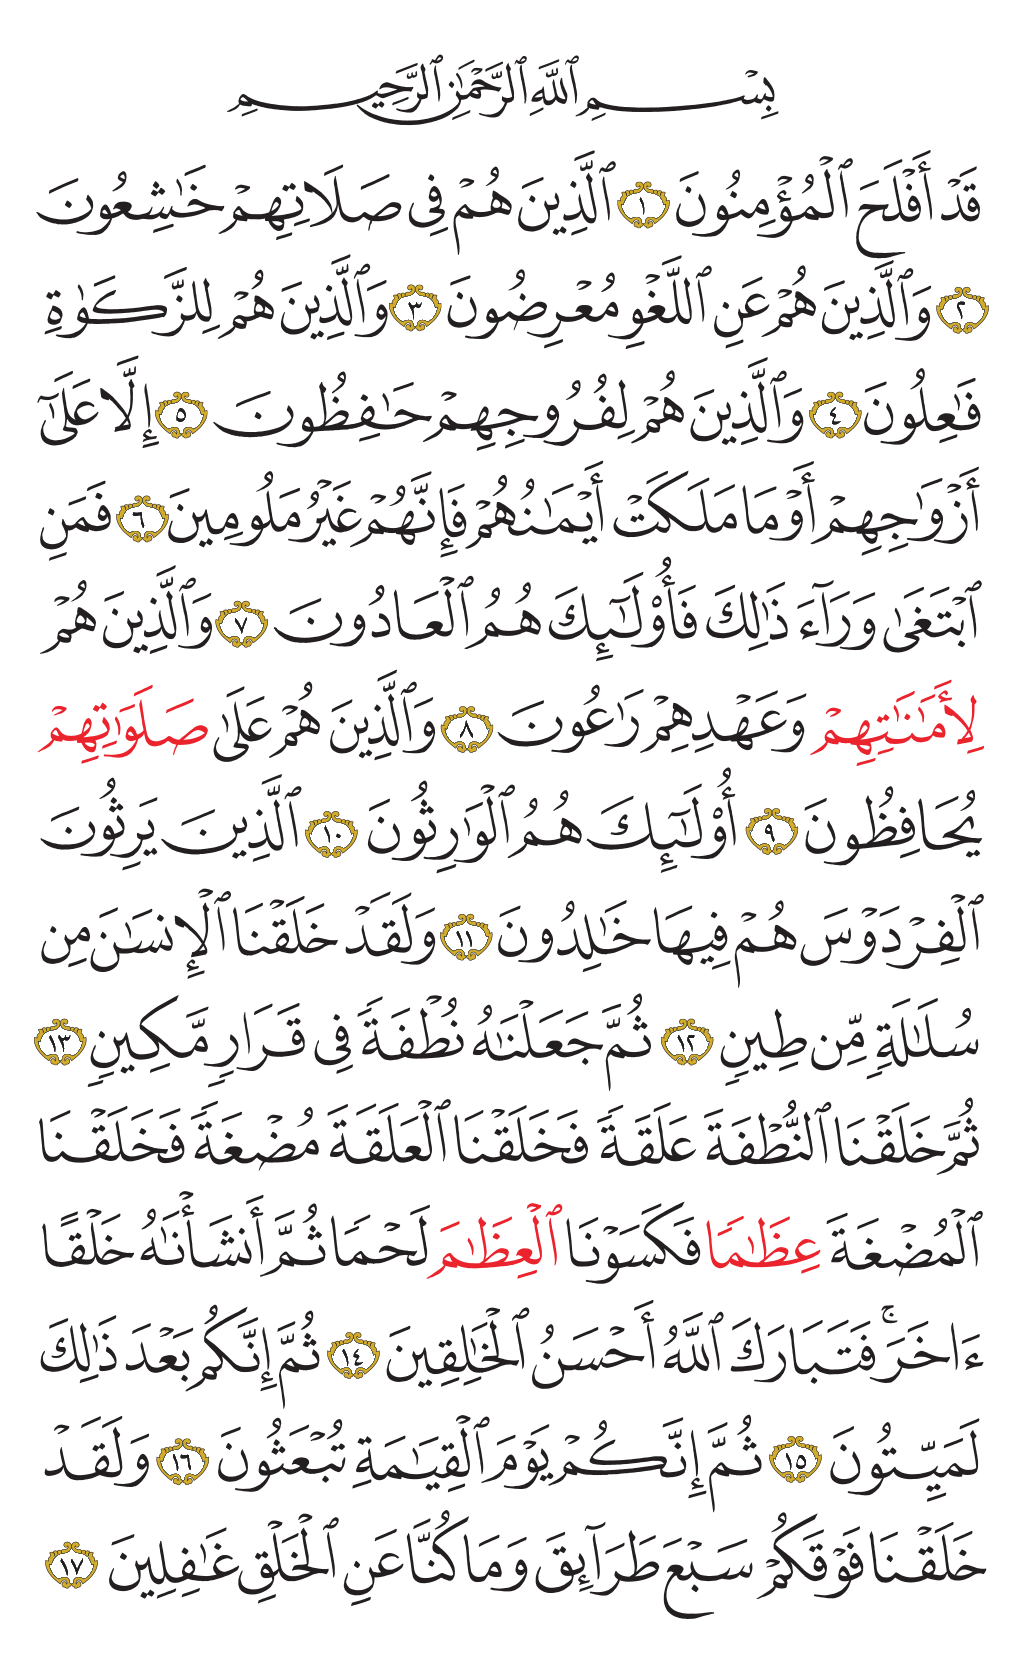 بِسْمِ ٱللَّهِ ٱلرَّحْمَٰنِ ٱلرَّحِيمِ
قَدْ أَفْلَحَ ٱلْمُؤْمِنُونَ ١ ٱلَّذِينَ هُمْ فِى صَلَاتِهِمْ خَٰشِعُونَ
٢ وَٱلَّذِينَ هُمْ عَنِ ٱللَّغْوِ مُعْرِضُونَ ٣ وَٱلَّذِينَ هُمْ لِلزَّكَوٰةِ
فَٰعِلُونَ ٤ وَٱلَّذِينَ هُمْ لِفُرُوجِهِمْ حَٰفِظُونَ ٥ إِلَّا عَلَىٰٓ
أَزْوَٰجِهِمْ أَوْ مَا مَلَكَتْ أَيْمَٰنُهُمْ فَإِنَّهُمْ غَيْرُ مَلُومِينَ ٦ فَمَنِ
ٱبْتَغَىٰ وَرَآءَ ذَٰلِكَ فَأُو۟لَٰٓئِكَ هُمُ ٱلْعَادُونَ ٧ وَٱلَّذِينَ هُمْ
لِأَمَٰنَٰتِهِمْ وَعَهْدِهِمْ رَٰعُونَ ٨ وَٱلَّذِينَ هُمْ عَلَىٰ صَلَوَٰتِهِمْ
يُحَافِظُونَ ٩ أُو۟لَٰٓئِكَ هُمُ ٱلْوَٰرِثُونَ ١٠ ٱلَّذِينَ يَرِثُونَ
ٱلْفِرْدَوْسَ هُمْ فِيهَا خَٰلِدُونَ ١١ وَلَقَدْ خَلَقْنَا ٱلْإِنسَٰنَ مِن
سُلَٰلَةٍ مِّن طِينٍ ١٢ ثُمَّ جَعَلْنَٰهُ نُطْفَةً فِى قَرَارٍ مَّكِينٍ ١٣
ثُمَّ خَلَقْنَا ٱلنُّطْفَةَ عَلَقَةً فَخَلَقْنَا ٱلْعَلَقَةَ مُضْغَةً فَخَلَقْنَا
ٱلْمُضْغَةَ عِظَٰمًا فَكَسَوْنَا ٱلْعِظَٰمَ لَحْمًا ثُمَّ أَنشَأْنَٰهُ خَلْقًا
ءَاخَرَۚ فَتَبَارَكَ ٱللَّهُ أَحْسَنُ ٱلْخَٰلِقِينَ ١٤ ثُمَّ إِنَّكُم بَعْدَ ذَٰلِكَ
لَمَيِّتُونَ ١٥ ثُمَّ إِنَّكُمْ يَوْمَ ٱلْقِيَٰمَةِ تُبْعَثُونَ ١٦ وَلَقَدْ
خَلَقْنَا فَوْقَكُمْ سَبْعَ طَرَآئِقَ وَمَا كُنَّا عَنِ ٱلْخَلْقِ غَٰفِلِينَ ١٧